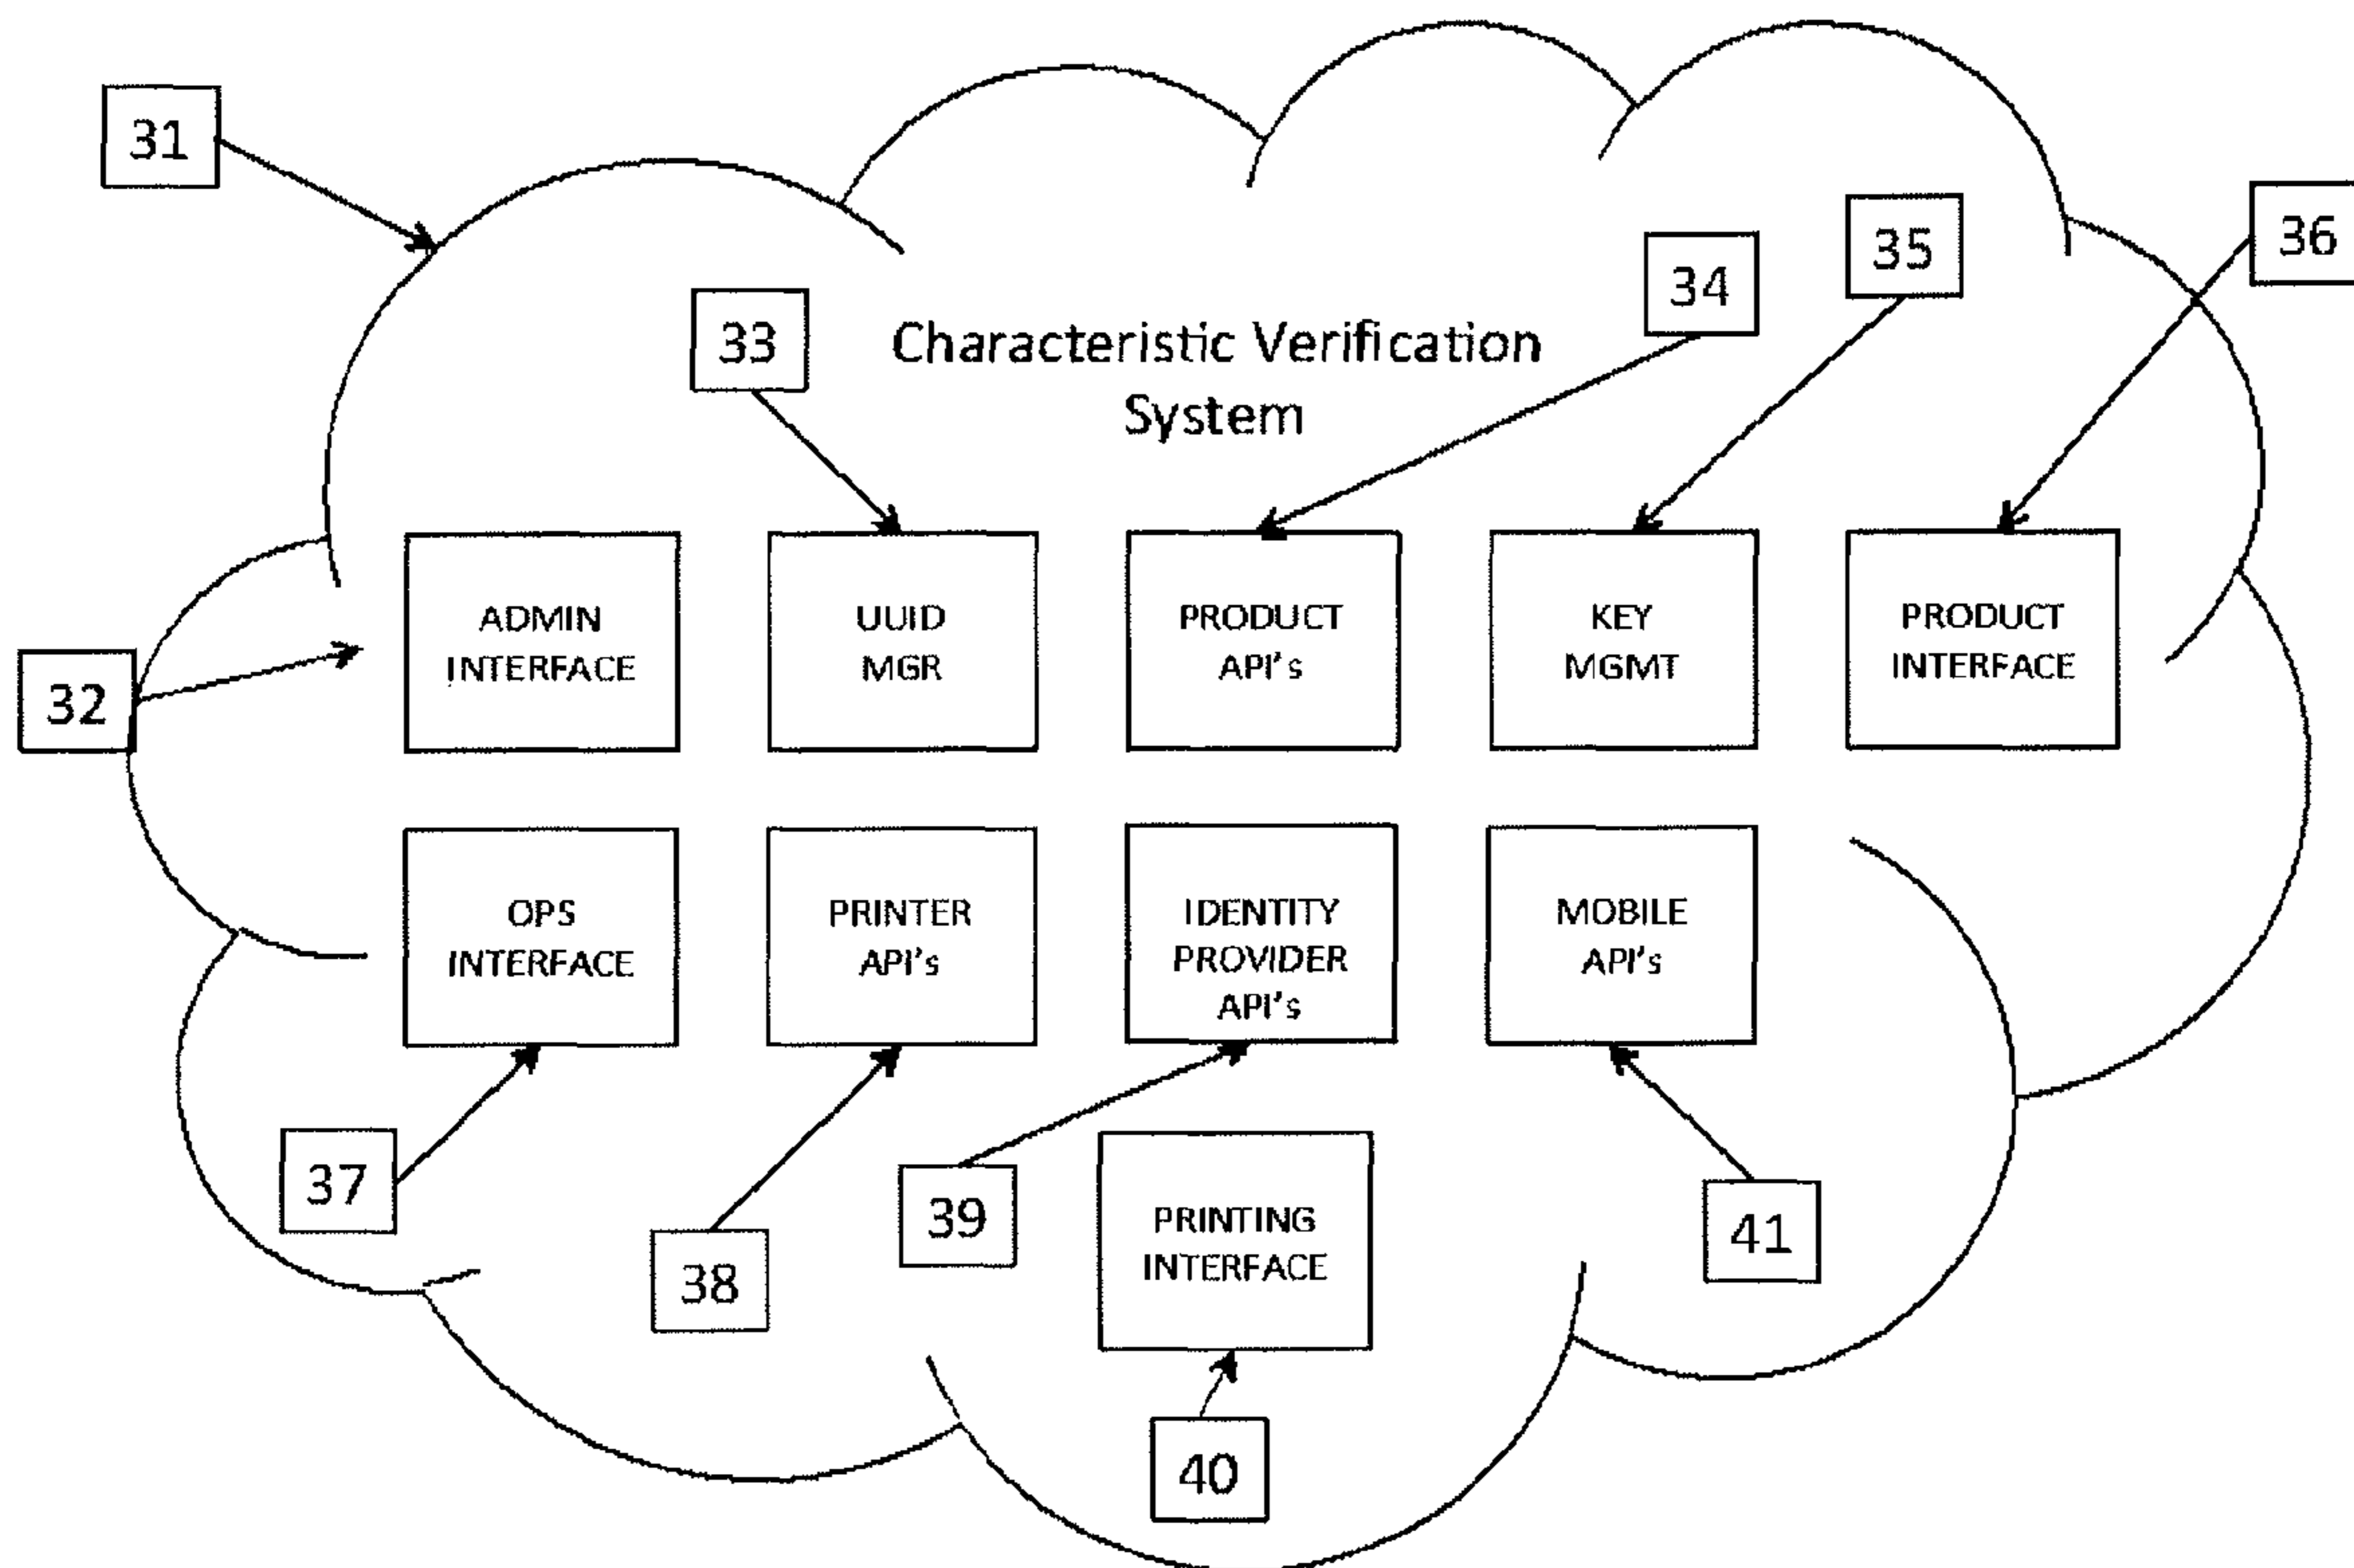 31
36
35
34
33
Characteristic Verification
System
32
ADMIN
INTERFACE
UUID
MGR
PRODUCT
API's
KEY
MGMT
PRODUCT
INTERFACE
OPS
INTERFACE
PRINTER
API's
IDENTITY
PROVIDER
API's
MOBILE
API's
37
38
39
PRINTING
INTERFACE
41
40